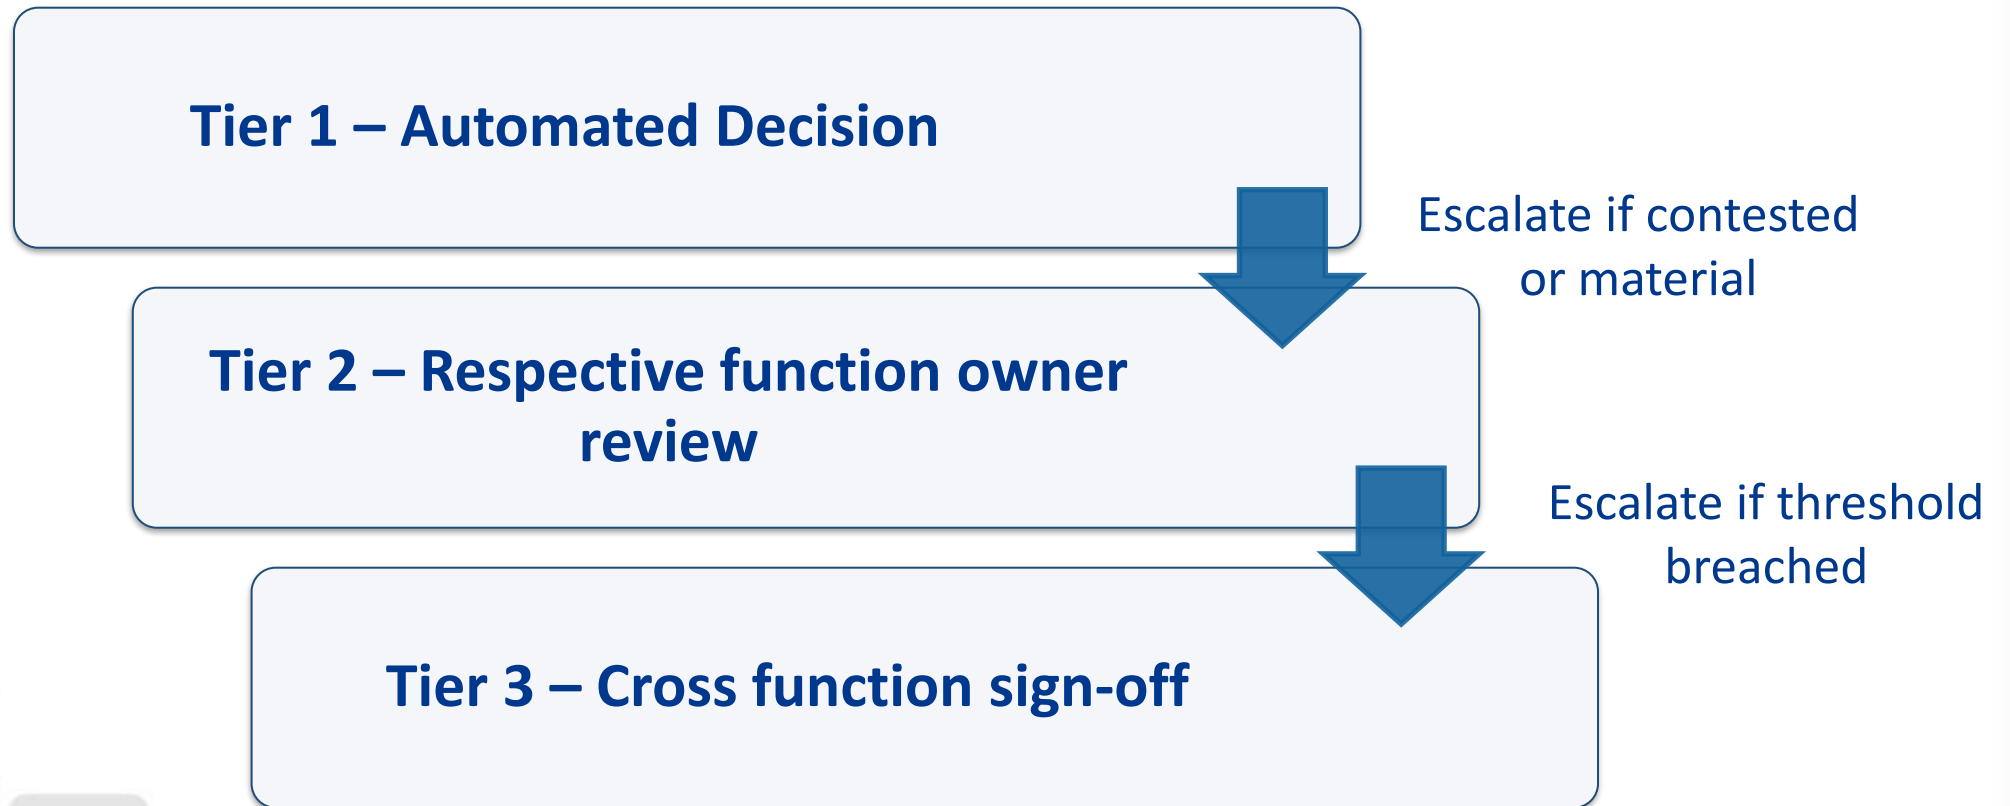 Tier 1 – Automated Decision
Escalate if contested
or material
Tier 2 – Respective function owner
review
Escalate if threshold
breached
Tier 3 – Cross function sign-off